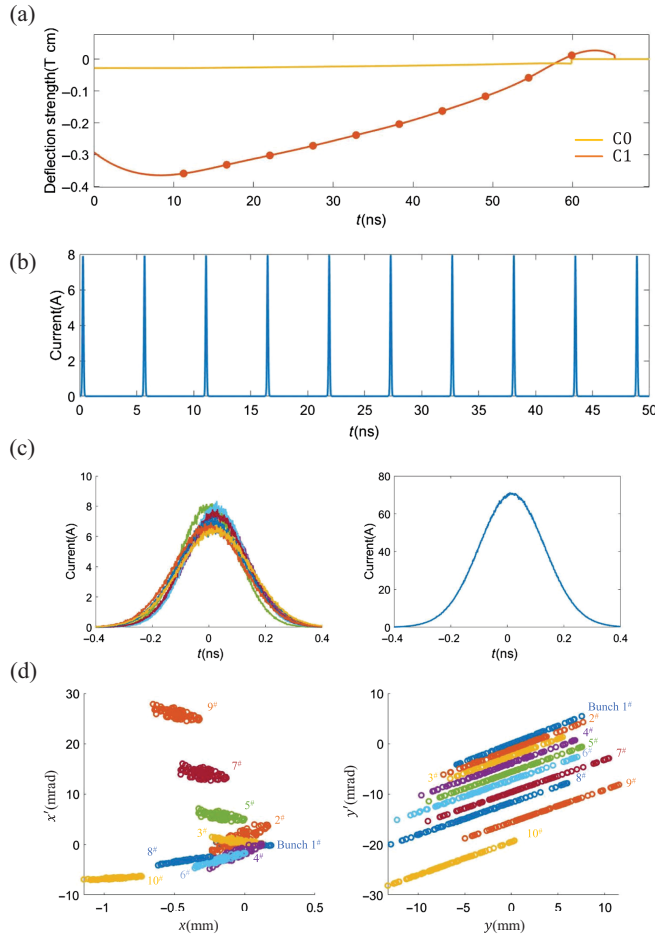 (a)
Deflection strength(T cm)
0
−0.1
−0.2
−0.3
−0.4
C0
C1
0 10 20 30 40 50 60
t(ns)
(b)
Current(A)
8
6
4
2
0
0 5 10 15 20 25 30 35 40 45 50
t(ns)
(c)
Current(A)
10
8
6
4
2
0
−0.4 −0.2 0 0.2 0.4
t(ns)
Current(A)
80
60
40
20
0
−0.4 −0.2 0 0.2 0.4
t(ns)
(d)
x′(mrad)
30
20
10
0
−10
9#
7#
5#
2#
3#
Bunch 1#
8#
4#
6#
10#
−1 −0.5 0 0.5
x(mm)
y′(mrad)
10
0
−10
−20
−30
Bunch 1#
2#
4#
5#
3#
6#
7#
8#
9#
10#
−10 −5 0 5 10
y(mm)